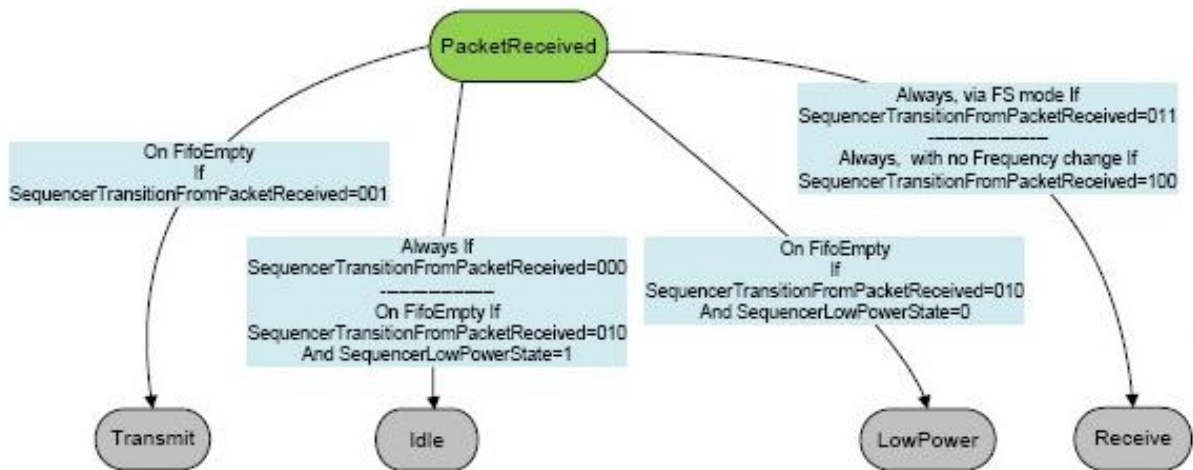 PacketReceived
On FifoEmpty
If
SequencerTransitionFromPacketReceived=001
Always If
SequencerTransitionFromPacketReceived=000
--------------------
On FifoEmpty If
SequencerTransitionFromPacketReceived=010
And SequencerLowPowerState=1
On FifoEmpty
If
SequencerTransitionFromPacketReceived=010
And SequencerLowPowerState=0
Always, via FS mode If
SequencerTransitionFromPacketReceived=011
--------------------
Always, with no Frequency change If
SequencerTransitionFromPacketReceived=100
Transmit
Idle
LowPower
Receive